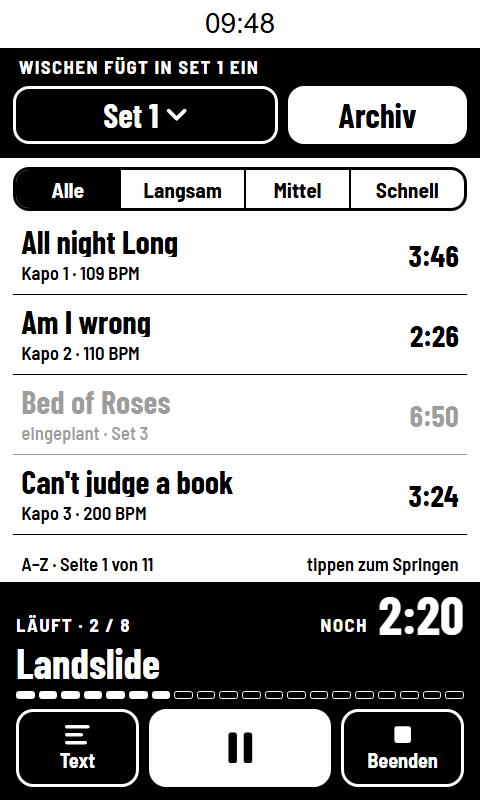 09:48
WISCHEN FÜGT IN SET 1 EIN
Set 1
Archiv
Alle
Langsam
Mittel
Schnell
All night Long
3:46
Kapo 1 · 109 BPM
Am I wrong
2:26
Kapo 2 · 110 BPM
Bed of Roses
6:50
eingeplant · Set 3
Can't judge a book
3:24
Kapo 3 · 200 BPM
A–Z · Seite 1 von 11
tippen zum Springen
LÄUFT · 2 / 8
NOCH 2:20
Landslide
Text
Beenden